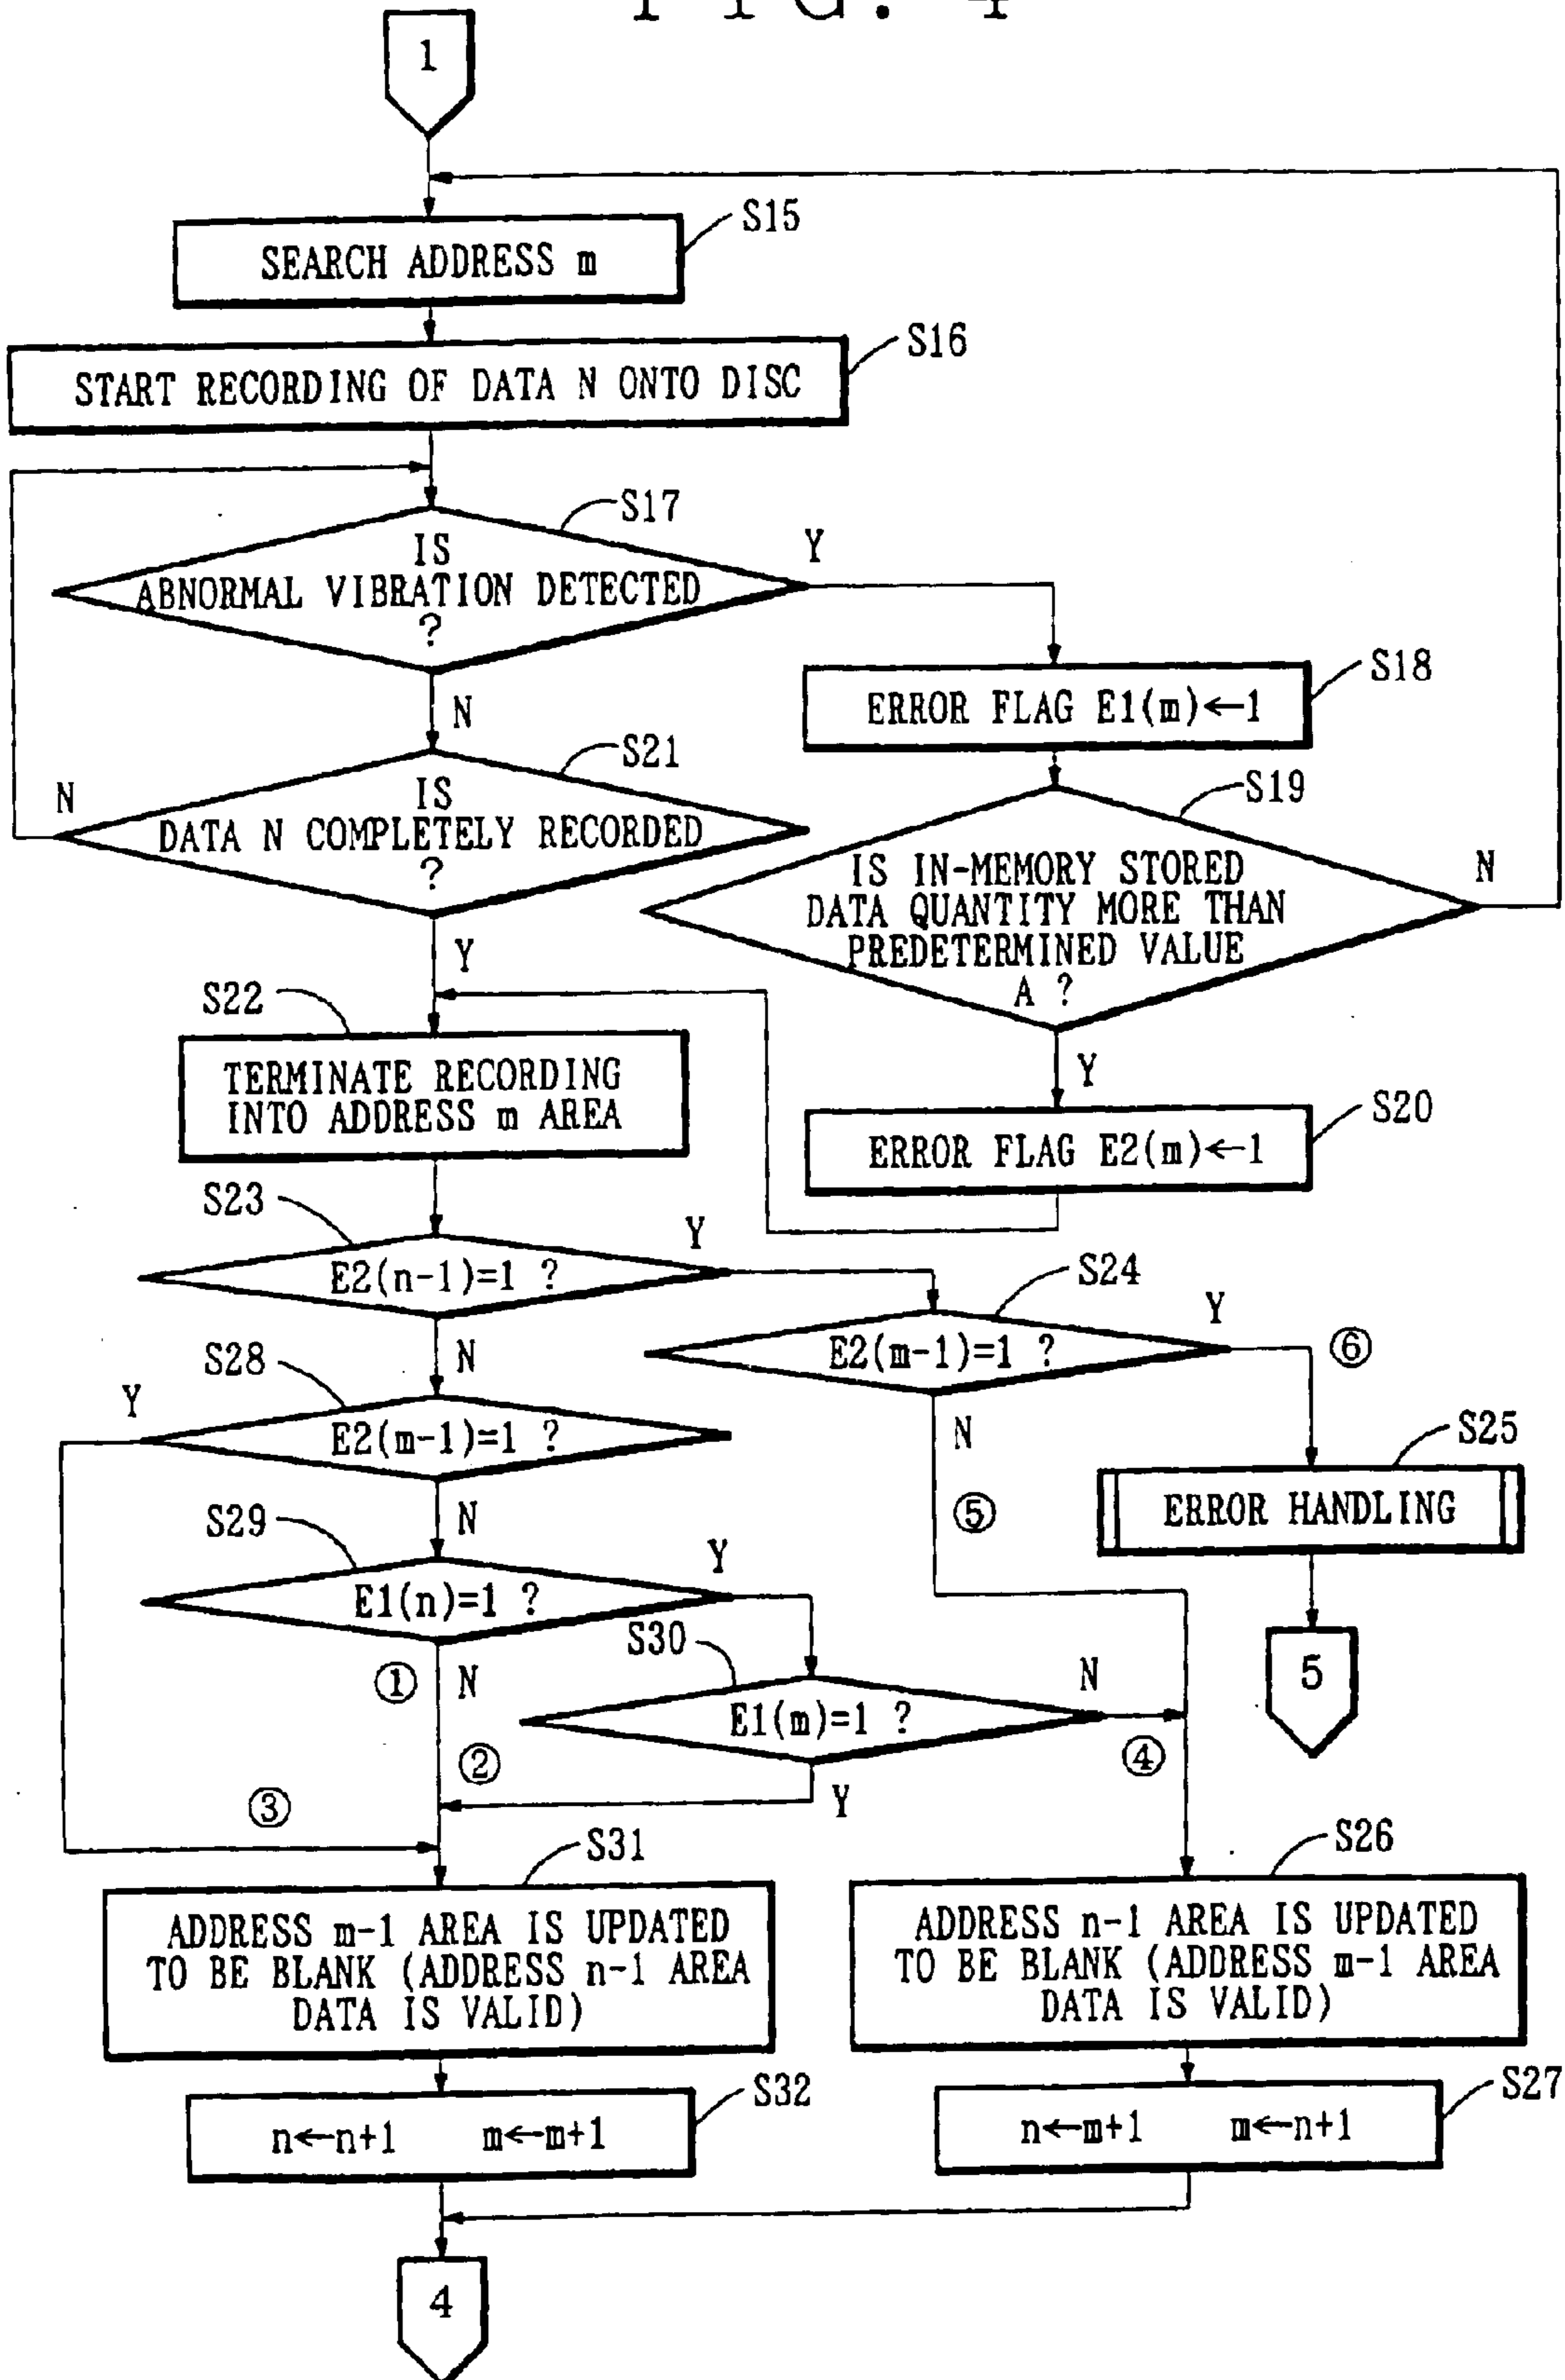 FIG. 4
1
S15
SEARCH ADDRESS m
S16
START RECORDING OF DATA N ONTO DISC
S17
IS
ABNORMAL VIBRATION DETECTED
?
Y
N
S18
ERROR FLAG E1(m)←1
S21
IS
DATA N COMPLETELY RECORDED
?
N
Y
S19
IS IN-MEMORY STORED
DATA QUANTITY MORE THAN
PREDETERMINED VALUE
A ?
N
Y
S22
TERMINATE RECORDING
INTO ADDRESS m AREA
S20
ERROR FLAG E2(m)←1
S23
E2(n-1)=1 ?
Y
N
S24
E2(m-1)=1 ?
Y
⑥
N
⑤
S28
E2(m-1)=1 ?
Y
N
S25
ERROR HANDLING
5
S29
E1(n)=1 ?
Y
① N
S30
E1(m)=1 ?
N
④
②
Y
③
S31
ADDRESS m-1 AREA IS UPDATED
TO BE BLANK (ADDRESS n-1 AREA
DATA IS VALID)
S26
ADDRESS n-1 AREA IS UPDATED
TO BE BLANK (ADDRESS m-1 AREA
DATA IS VALID)
S32
n←n+1 m←m+1
S27
n←m+1 m←n+1
4